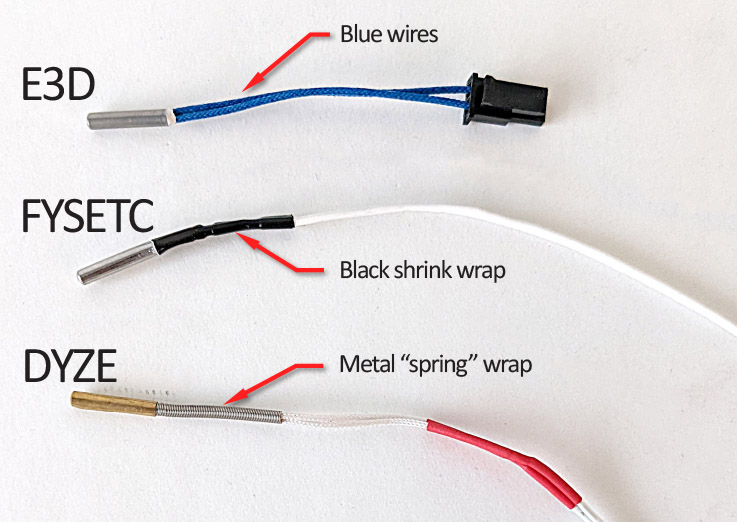 Blue wires
E3D
FYSETC
Black shrink wrap
DYZE
Metal “spring” wrap